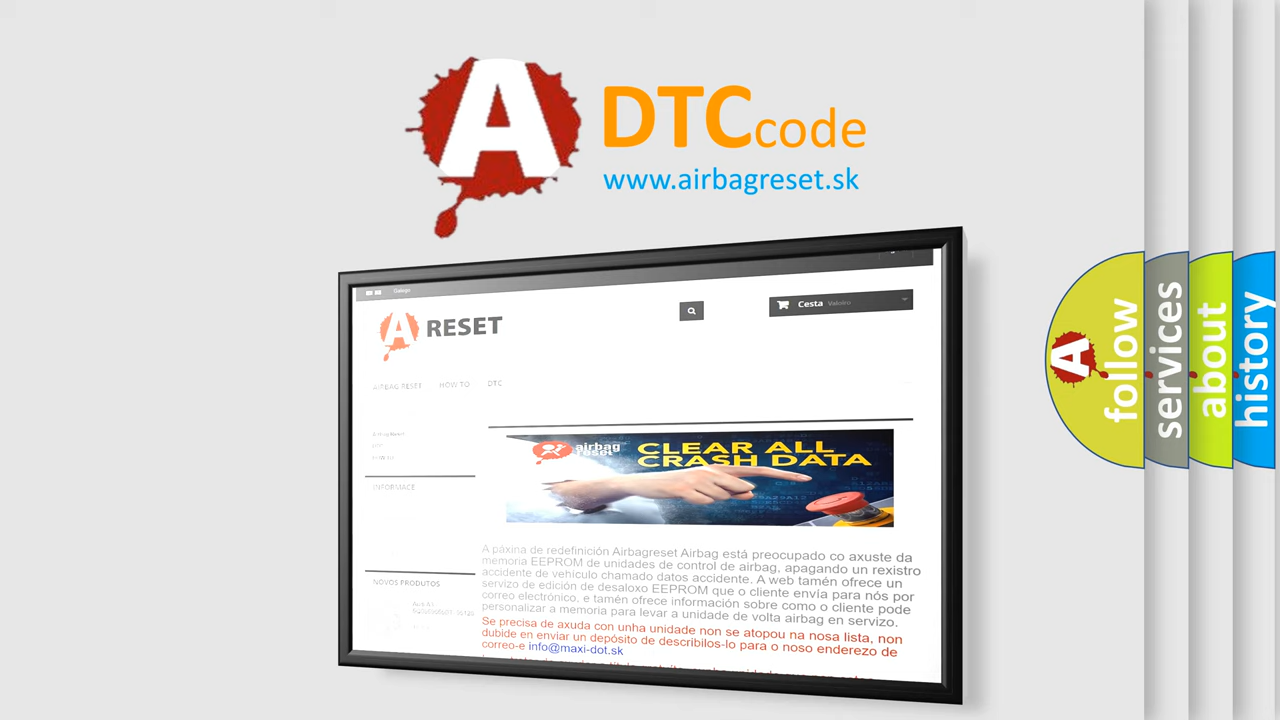 A
DTCcode
www.airbagreset.sk
Galego
A RESET
Cesta Valeiro
AIRBAG RESET HOW TO DTC
INFORMACE
NOVOS PRODUTOS
airbag
reset
CLEAR ALL
CRASH DATA
A páxina de redefinición Airbagreset Airbag está preocupado co axuste da
memoria EEPROM de unidades de control de airbag, apagando un rexistro
accidente de vehículo chamado datos accidente. A web tamén ofrece un
servizo de edición de desaloxo EEPROM que o cliente envía para nós por
correo electrónico, e tamén ofrece información sobre como o cliente pode
personalizar a memoria para levar a unidade de volta airbag en servizo.
Se precisa de axuda con unha unidade non se atopou na nosa lista, non
dubide en enviar un depósito de describilos-lo para o noso enderezo de
correo-e info@maxi-dot.sk
A
follow
services
about
history